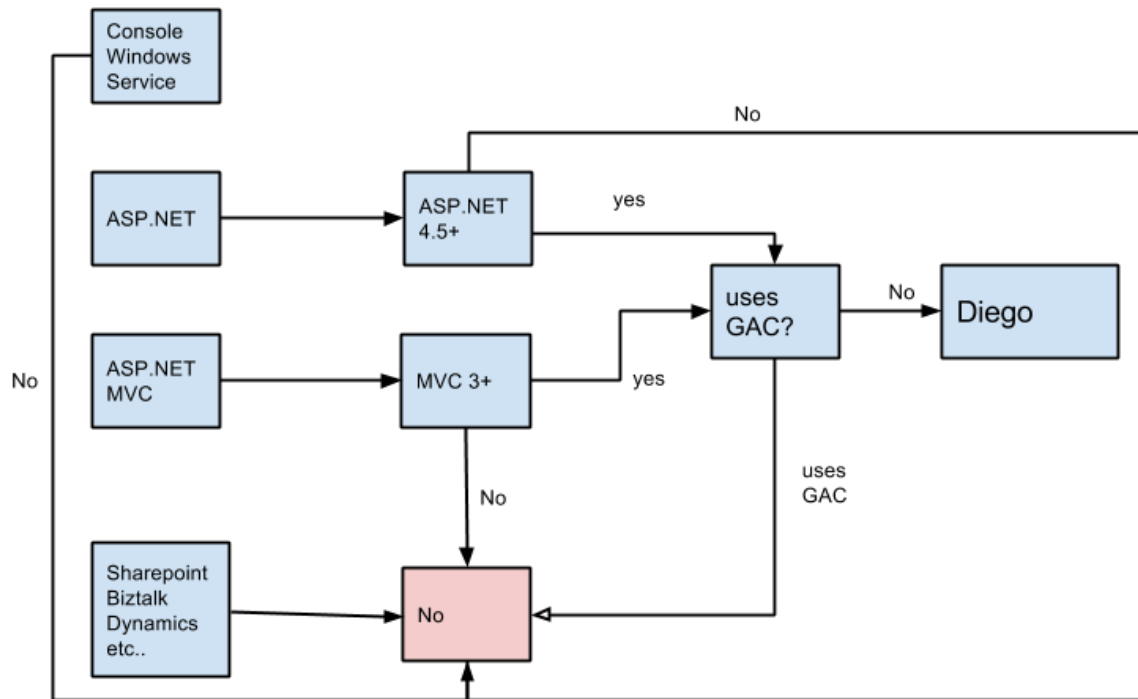 Console
Windows
Service
No
ASP.NET
ASP.NET
4.5+
yes
uses
GAC?
No
Diego
No
ASP.NET
MVC
MVC 3+
yes
No
uses
GAC
Sharepoint
Biztalk
Dynamics
etc..
No
No